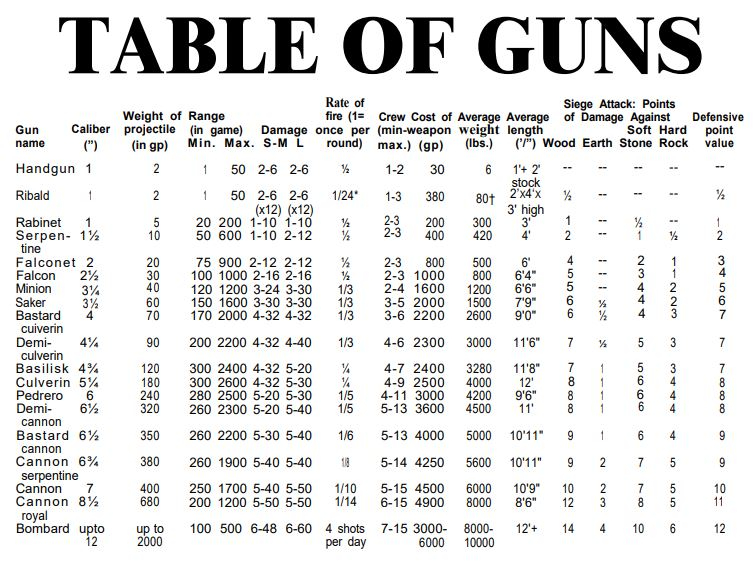 TABLE OF GUNS
Gun name Caliber (") Weight of projectile (in gp) Range (in game) Min. Max. Damage S-M L Rate of fire (1= once per round) Crew (min-max.) Cost of weapon (gp) Average weight (lbs.) Average length ('/") Siege Attack: Points of Damage Against Wood Earth Soft Stone Hard Rock Defensive point value
Handgun 1 2 1 50 2-6 2-6 ½ 1-2 30 6 1'+ 2' stock -- -- -- -- --
Ribald 1 2 1 50 2-6 (x12) 2-6 (x12) 1/24* 1-3 380 80† 2'x4'x 3' high ½ -- -- -- ½
Rabinet 1 5 20 200 1-10 1-10 ½ 2-3 200 300 3' 1 -- ½ -- 1
Serpen-tine 1½ 10 50 600 1-10 2-12 ½ 2-3 400 420 4' 2 -- 1 ½ 2
Falconet 2 20 75 900 2-12 2-12 ½ 2-3 800 500 6' 4 -- 2 1 3
Falcon 2½ 30 100 1000 2-16 2-16 ½ 2-3 1000 800 6'4" 5 -- 3 1 4
Minion 3¼ 40 120 1200 3-24 3-30 1/3 2-4 1600 1200 6'6" 5 -- 4 2 5
Saker 3½ 60 150 1600 3-30 3-30 1/3 3-5 2000 1500 7'9" 6 ½ 4 2 6
Bastard cuiverin 4 70 170 2000 4-32 4-32 1/3 3-6 2200 2600 9'0" 6 ½ 4 3 7
Demi-culverin 4¼ 90 200 2200 4-32 4-40 1/3 4-6 2300 3000 11'6" 7 ½ 5 3 7
Basilisk 4¾ 120 300 2400 4-32 5-20 ¼ 4-7 2400 3280 11'8" 7 1 5 3 7
Culverin 5¼ 180 300 2600 4-32 5-30 ¼ 4-9 2500 4000 12' 8 1 6 4 8
Pedrero 6 240 280 2500 5-20 5-30 1/5 4-11 3000 4200 9'6" 8 1 6 4 8
Demi-cannon 6½ 320 260 2300 5-20 5-40 1/5 5-13 3600 4500 11' 8 1 6 4 8
Bastard cannon 6½ 350 260 2200 5-30 5-40 1/6 5-13 4000 5000 10'11" 9 1 6 4 9
Cannon serpentine 6¾ 380 260 1900 5-40 5-40 1/8 5-14 4250 5600 10'11" 9 2 7 5 9
Cannon 7 400 250 1700 5-40 5-50 1/10 5-15 4500 6000 10'9" 10 2 7 5 10
Cannon royal 8½ 680 200 1200 5-50 5-50 1/14 6-15 4900 8000 8'6" 12 3 8 5 11
Bombard upto 12 up to 2000 100 500 6-48 6-60 4 shots per day 7-15 3000-6000 8000-10000 12'+ 14 4 10 6 12